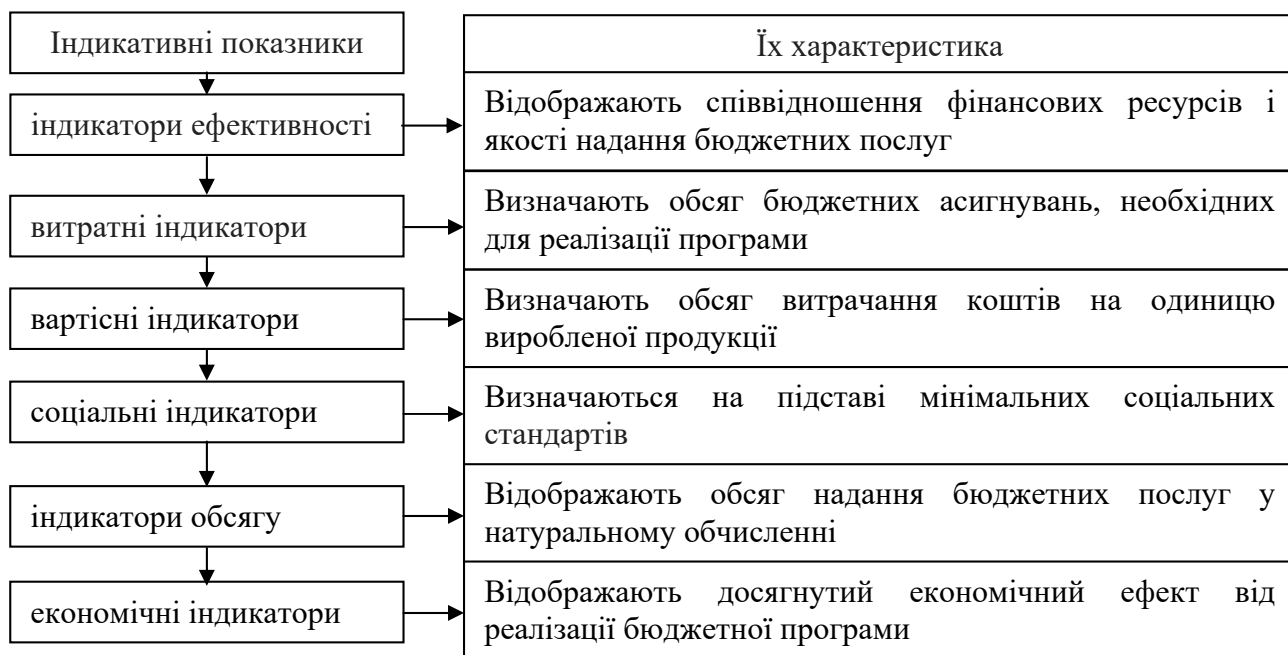 Індикативні показники
Їх характеристика
індикатори ефективності
Відображають співвідношення фінансових ресурсів і
якості надання бюджетних послуг
витратні індикатори
Визначають обсяг бюджетних асигнувань, необхідних
для реалізації програми
вартісні індикатори
Визначають обсяг витрачання коштів на одиницю
виробленої продукції
соціальні індикатори
Визначаються на підставі мінімальних соціальних
стандартів
індикатори обсягу
Відображають обсяг надання бюджетних послуг у
натуральному обчисленні
економічні індикатори
Відображають досягнутий економічний ефект від
реалізації бюджетної програми